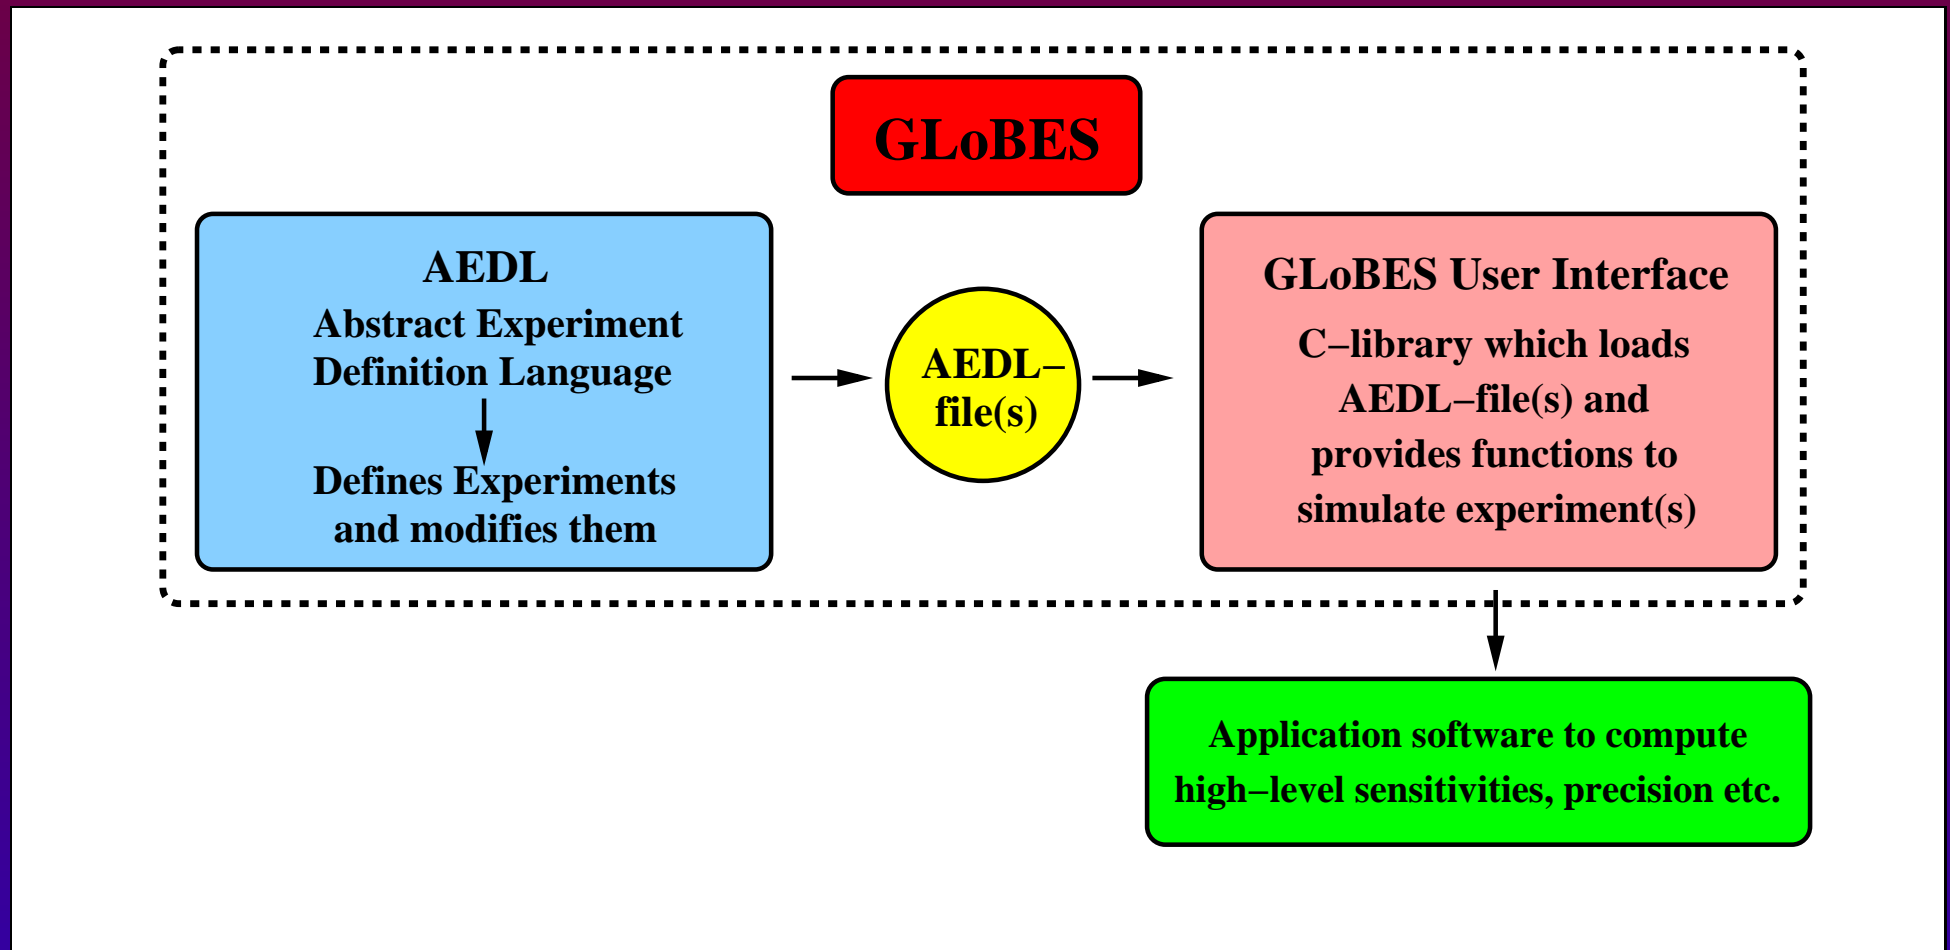 GLoBES
AEDL
Abstract Experiment
Definition Language
Defines Experiments
and modifies them
AEDL−
file(s)
GLoBES User Interface
C−library which loads
AEDL−file(s) and
provides functions to
simulate experiment(s)
Application software to compute
high−level sensitivities, precision etc.